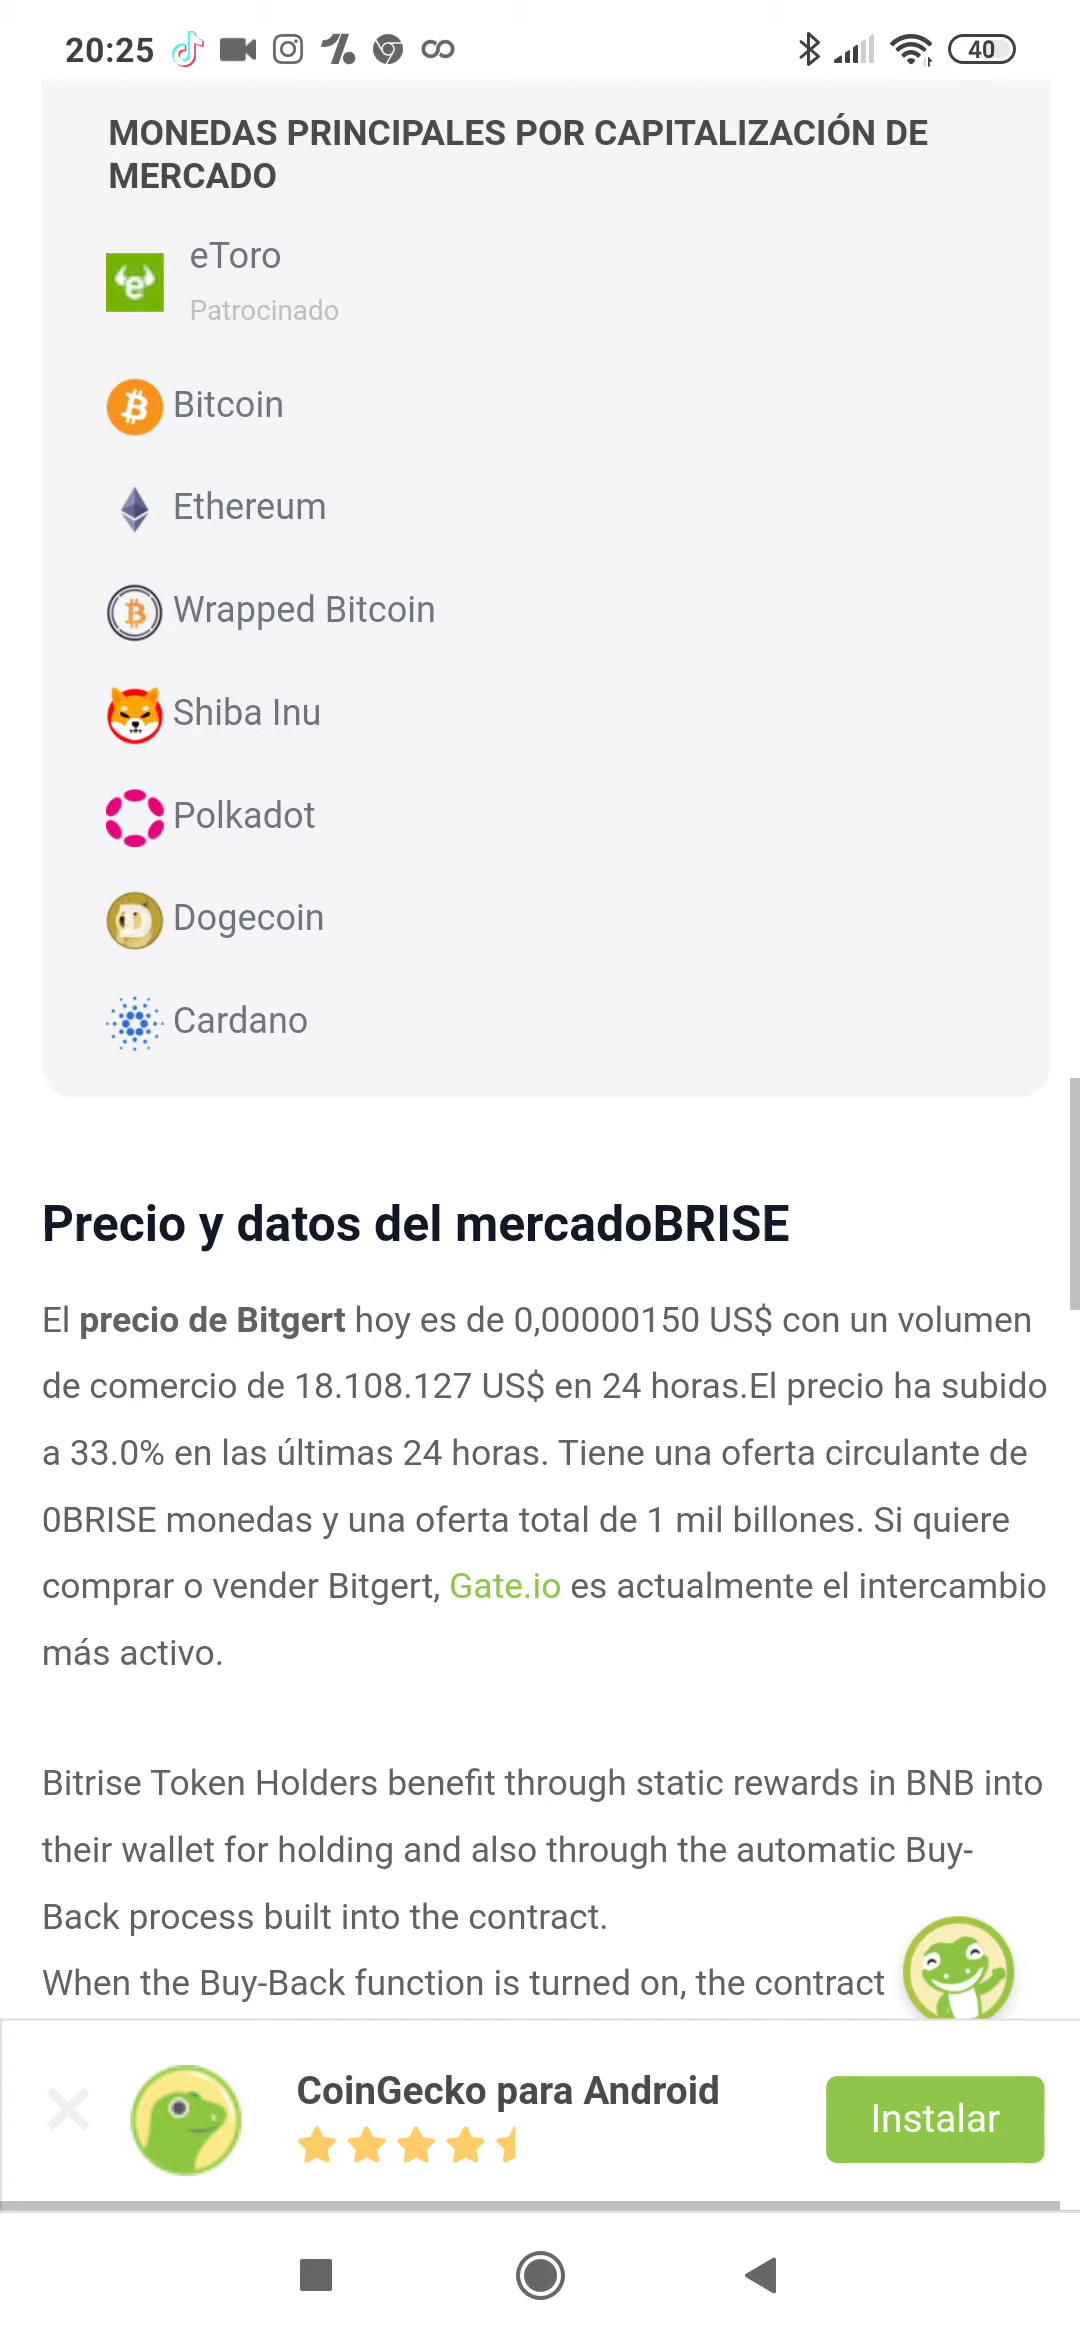 20:25
40
MONEDAS PRINCIPALES POR CAPITALIZACIÓN DE
MERCADO
eToro
Patrocinado
Bitcoin
Ethereum
Wrapped Bitcoin
Shiba Inu
Polkadot
Dogecoin
Cardano
Precio y datos del mercadoBRISE
El precio de Bitgert hoy es de 0,00000150 US$ con un volumen
de comercio de 18.108.127 US$ en 24 horas.El precio ha subido
a 33.0% en las últimas 24 horas. Tiene una oferta circulante de
0BRISE monedas y una oferta total de 1 mil billones. Si quiere
comprar o vender Bitgert, Gate.io es actualmente el intercambio
más activo.
Bitrise Token Holders benefit through static rewards in BNB into
their wallet for holding and also through the automatic Buy-
Back process built into the contract.
When the Buy-Back function is turned on, the contract
CoinGecko para Android
Instalar